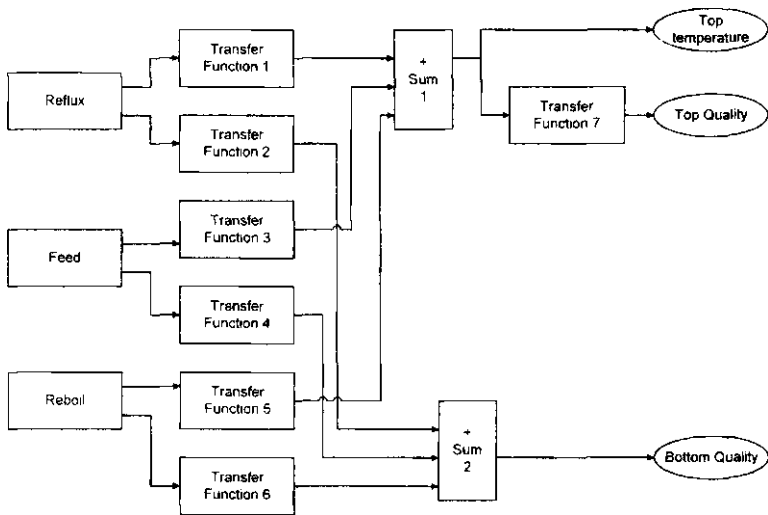 Reflux
Feed
Reboil
Transfer
Function 1
Transfer
Function 2
Transfer
Function 3
Transfer
Function 4
Transfer
Function 5
Transfer
Function 6
+
Sum
1
+
Sum
2
Transfer
Function 7
Top
temperature
Top Quality
Bottom Quality